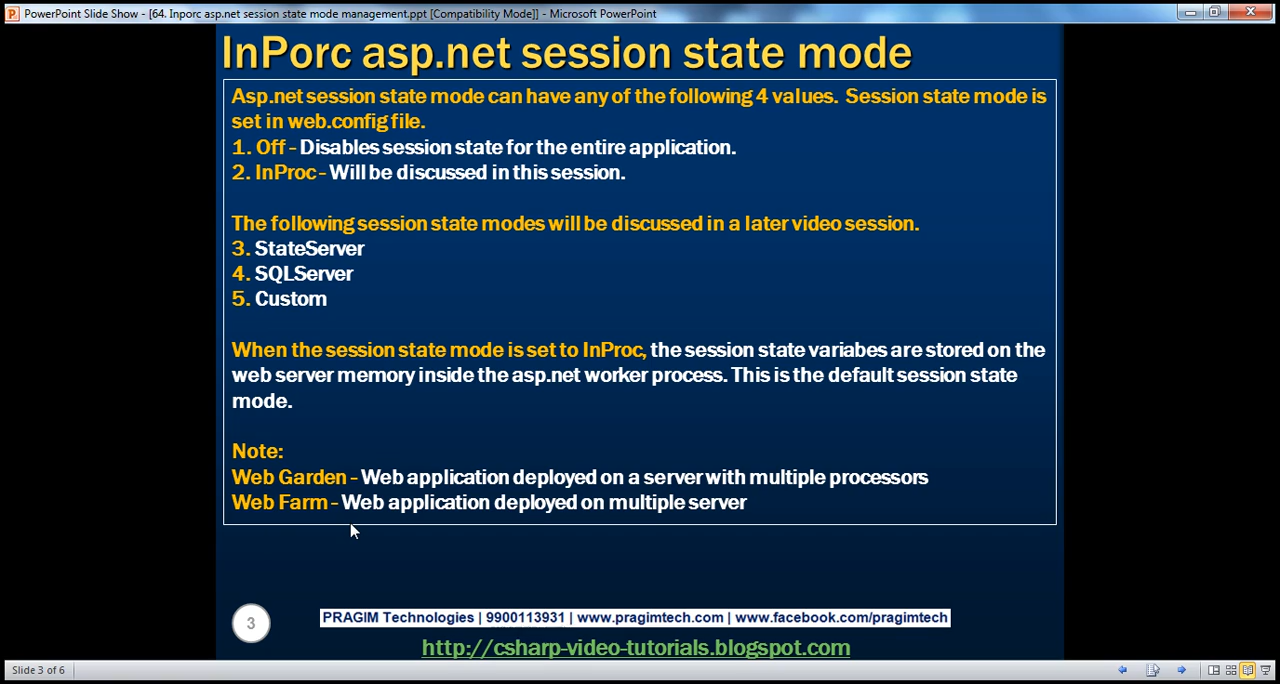 PowerPoint Slide Show - [64. Inporc asp.net session state mode management.ppt [Compatibility Mode]] - Microsoft PowerPoint
InPorc asp.net session state mode
Asp.net session state mode can have any of the following 4 values. Session state mode is
set in web.config file.
1. Off - Disables session state for the entire application.
2. InProc - Will be discussed in this session.
The following session state modes will be discussed in a later video session.
3. StateServer
4. SQLServer
5. Custom
When the session state mode is set to InProc, the session state variabes are stored on the
web server memory inside the asp.net worker process. This is the default session state
mode.
Note:
Web Garden - Web application deployed on a server with multiple processors
Web Farm - Web application deployed on multiple server
3
PRAGIM Technologies | 9900113931 | www.pragimtech.com | www.facebook.com/pragimtech
http://csharp-video-tutorials.blogspot.com
Slide 3 of 6